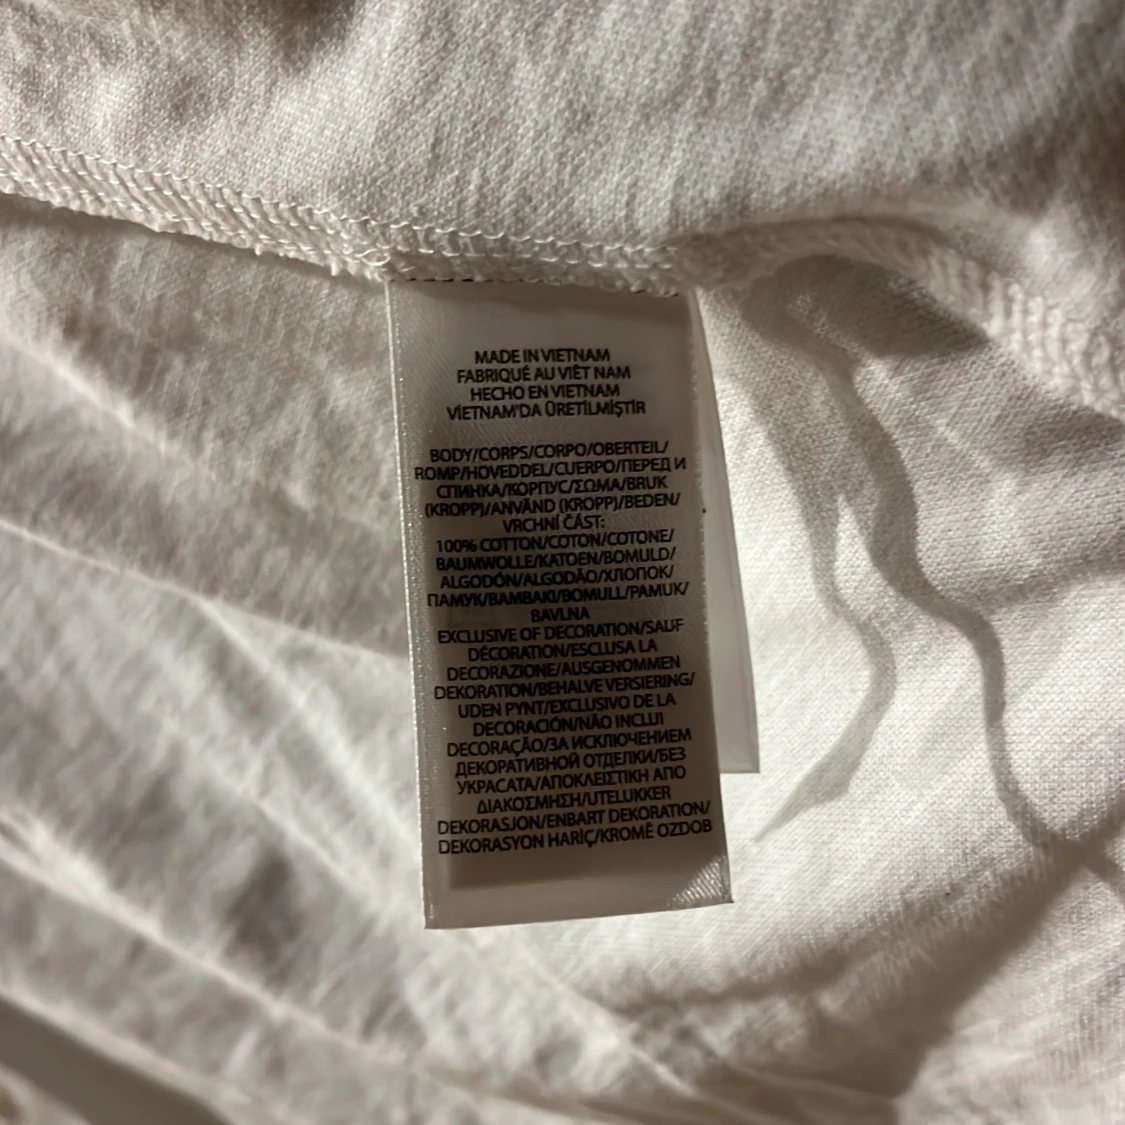 MADE IN VIETNAM
FABRIQUÉ AU VIÊT NAM
HECHO EN VIETNAM
VİETNAM'DA ÜRETİLMİŞTİR
BODY/CORPS/CORPO/OBERTEIL/
ROMP/HOVEDDEL/CUERPO/ПЕРЕД И
СПИНКА/КОРПУС/ΣΩΜΑ/BRUK
(KROPP)/ANVÄND (KROPP)/BEDEN/
VRCHNÍ ČÁST:
100% COTTON/COTON/COTONE/
BAUMWOLLE/KATOEN/BOMULD/
ALGODÓN/ALGODÃO/ХЛОПОК/
ПАМУК/ΒΑΜΒΑΚΙ/BOMULL/PAMUK/
BAVLNA
EXCLUSIVE OF DECORATION/SAUF
DÉCORATION/ESCLUSA LA
DECORAZIONE/AUSGENOMMEN
DEKORATION/BEHALVE VERSIERING/
UDEN PYNT/EXCLUSIVO DE LA
DECORACIÓN/NÃO INCLUI
DECORAÇÃO/ЗА ИСКЛЮЧЕНИЕМ
ДЕКОРАТИВНОЙ ОТДЕЛКИ/БЕЗ
УКРАСАТА/ΑΠΟΚΛΕΙΣΤΙΚΗ ΑΠΟ
ΔΙΑΚΟΣΜΗΣΗ/UTELUKKER
DEKORASJON/ENBART DEKORATION/
DEKORASYON HARİÇ/KROMĚ OZDOB